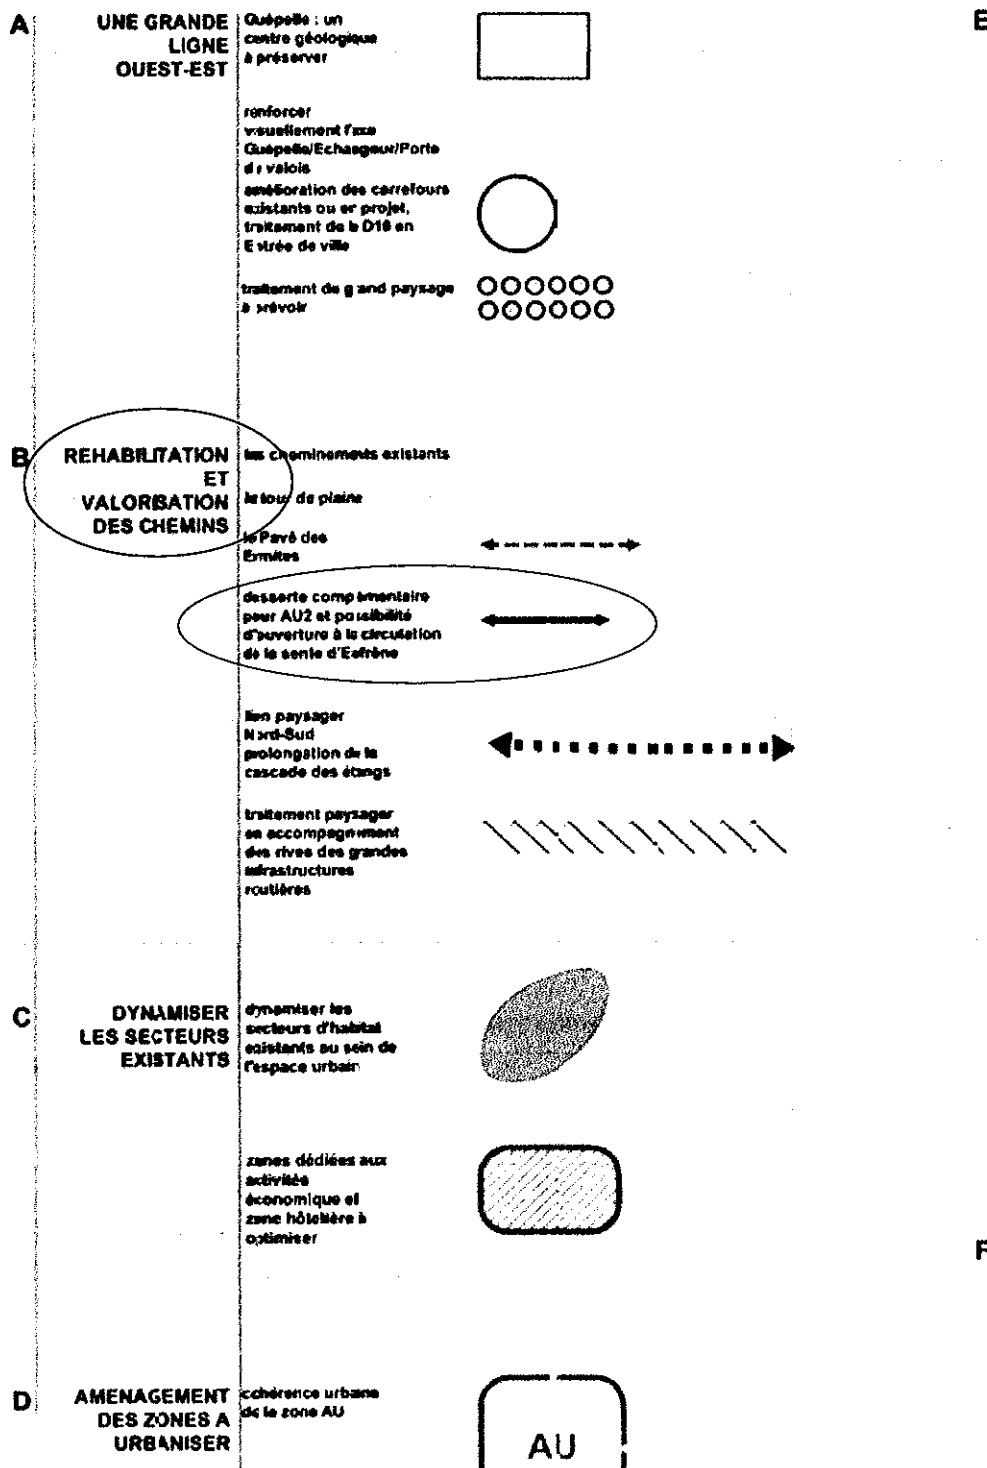 A
UNE GRANDE
LIGNE
OUEST-EST
Guépelle : un
centre géologique
à préserver
renforcer
visuellement l'axe
Guépelle/Echangeur/Porte
de valois
amélioration des carrefours
existants ou en projet,
traitement de la D16 en
Entrée de ville
traitement de grand paysage
à prévoir
B
REHABILITATION
ET
VALORISATION
DES CHEMINS
les cheminements existants
le tour de plaine
le Pavé des
Ermites
desserte complémentaire
pour AU2 et possibilité
d'ouverture à la circulation
de la sente d'Eafrène
lien paysager
Nord-Sud
prolongation de la
cascade des étangs
traitement paysager
en accompagnement
des rives des grandes
infrastructures
routières
C
DYNAMISER
LES SECTEURS
EXISTANTS
dynamiser les
secteurs d'habitat
existants au sein de
l'espace urbain
zones dédiées aux
activités
économique et
zone hôtelière à
optimiser
D
AMENAGEMENT
DES ZONES A
URBANISER
cohérence urbaine
de la zone AU
AU
E
F